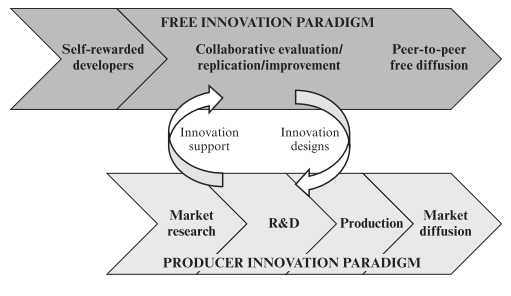 FREE INNOVATION PARADIGM
Self-rewarded
developers
Collaborative evaluation/
replication/improvement
Peer-to-peer
free diffusion
Innovation
support
Innovation
designs
Market
research
R&D
Production
Market
diffusion
PRODUCER INNOVATION PARADIGM